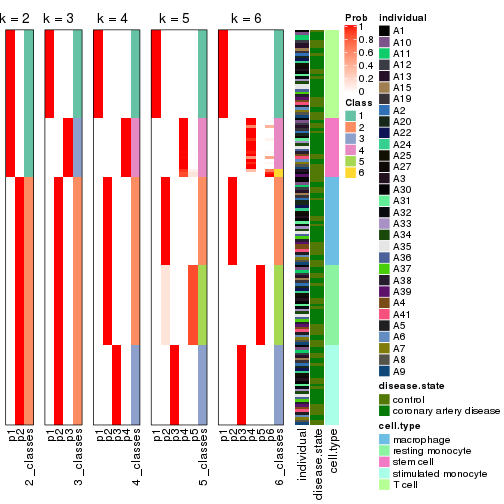 k = 2
k = 3
k = 4
k = 5
k = 6
p1
p2
2_classes
p1
p2
p3
3_classes
p1
p2
p3
p4
4_classes
p1
p2
p3
p4
p5
5_classes
p1
p2
p3
p4
p5
p6
6_classes
individual
disease.state
cell.type
Prob
1
0.8
0.6
0.4
0.2
0
Class
1
2
3
4
5
6
individual
A1
A10
A11
A12
A13
A15
A19
A2
A20
A22
A24
A25
A27
A3
A30
A31
A32
A33
A34
A35
A36
A37
A38
A39
A4
A41
A5
A6
A7
A8
A9
disease.state
control
coronary artery disease
cell.type
macrophage
resting monocyte
stem cell
stimulated monocyte
T cell